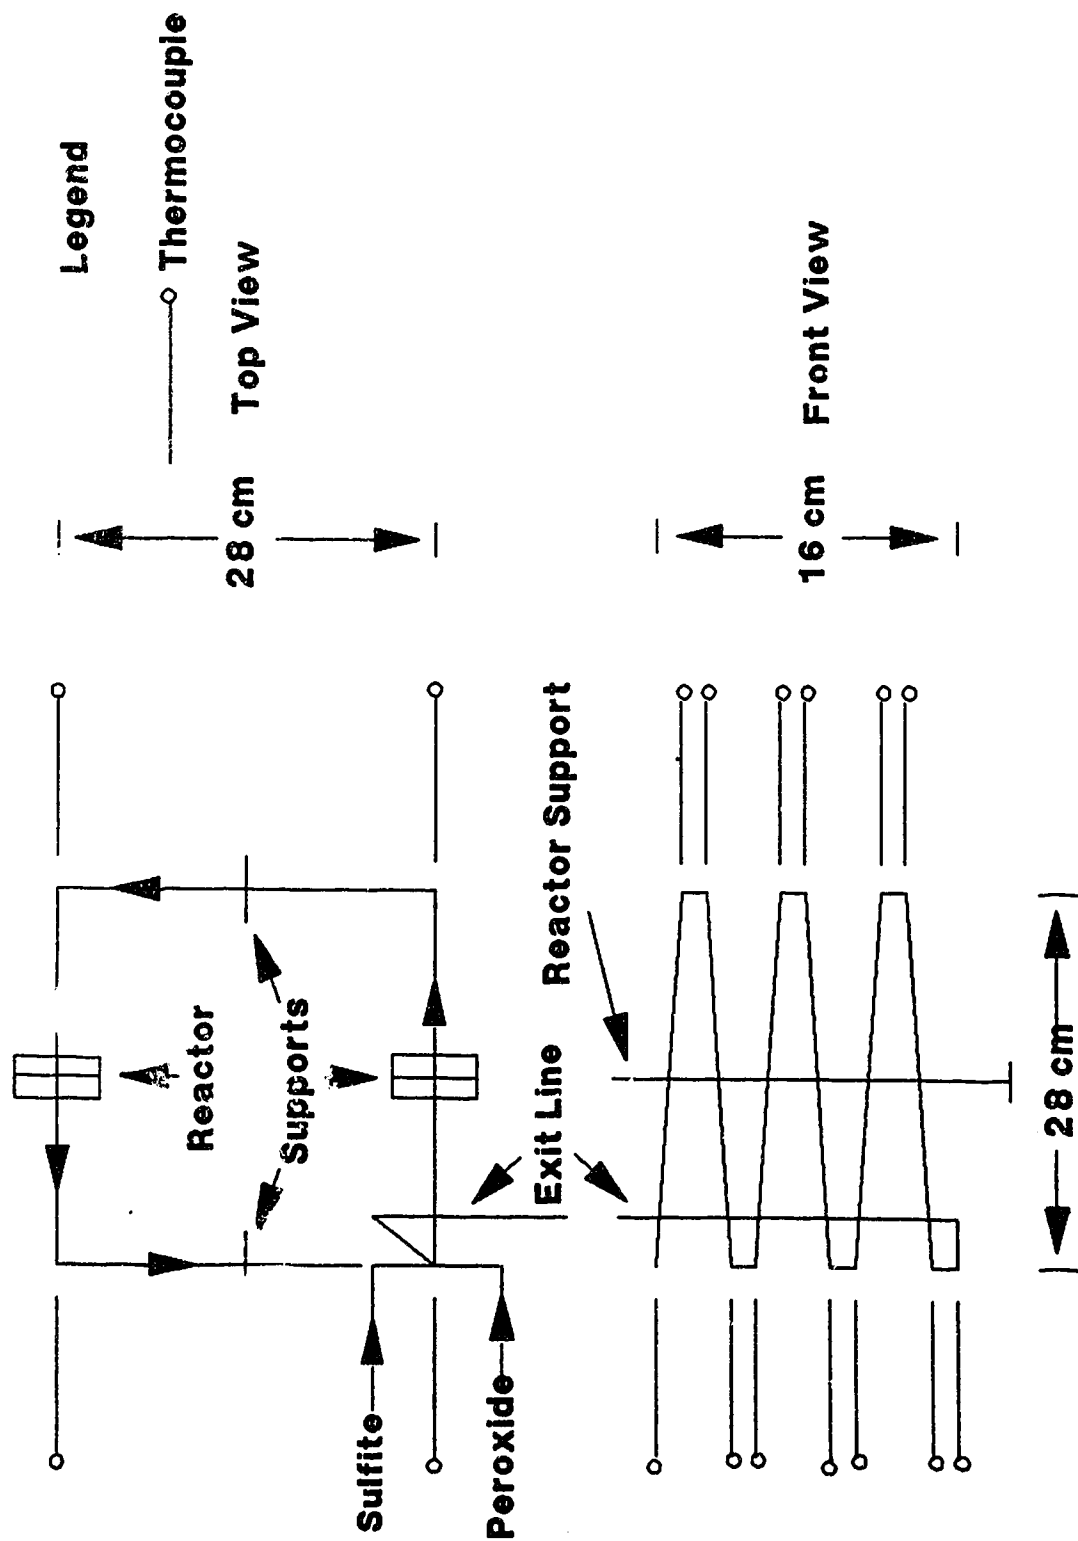 Legend
Thermocouple
28 cm Top View
Reactor
Supports
Sulfite
Peroxide
Exit Line
Reactor Support
16 cm Front View
28 cm